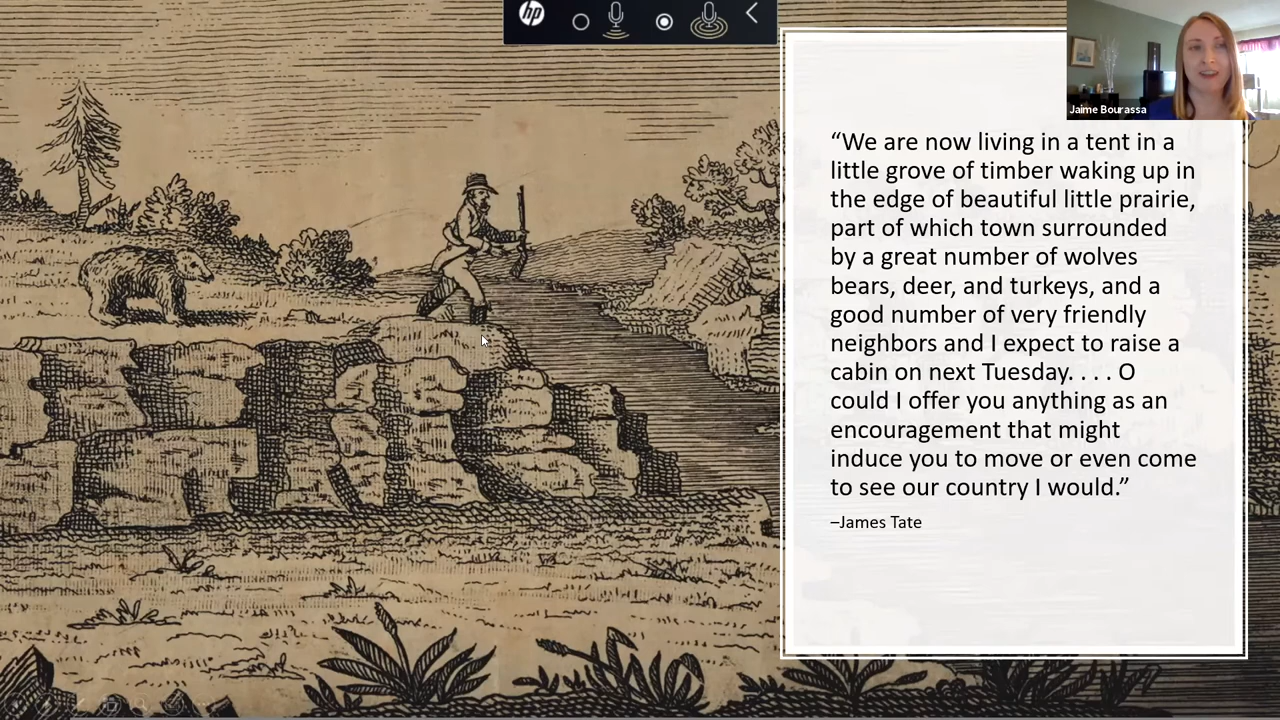 hp
Jaime Bourassa
“We are now living in a tent in a
little grove of timber waking up in
the edge of beautiful little prairie,
part of which town surrounded
by a great number of wolves
bears, deer, and turkeys, and a
good number of very friendly
neighbors and I expect to raise a
cabin on next Tuesday. . . . O
could I offer you anything as an
encouragement that might
induce you to move or even come
to see our country I would.”
–James Tate